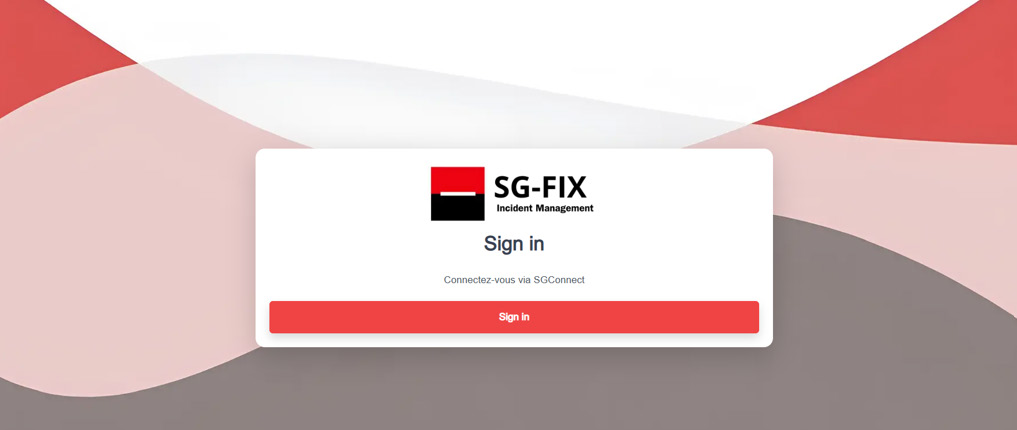 SG-FIX
Incident Management
Sign in
Connectez-vous via SGConnect
Sign in